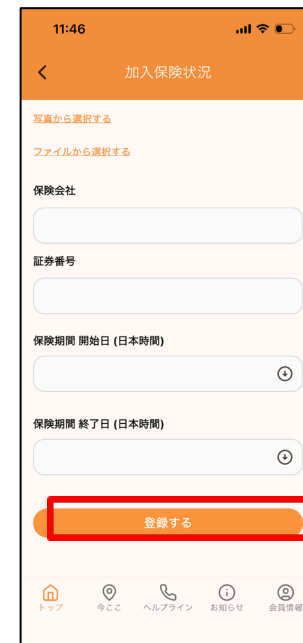 11:46
加入保険状況
写真から選択する
ファイルから選択する
保険会社
証券番号
保険期間 開始日 (日本時間)
保険期間 終了日 (日本時間)
登録する
トップ 今ここ ヘルプライン お知らせ 会員情報